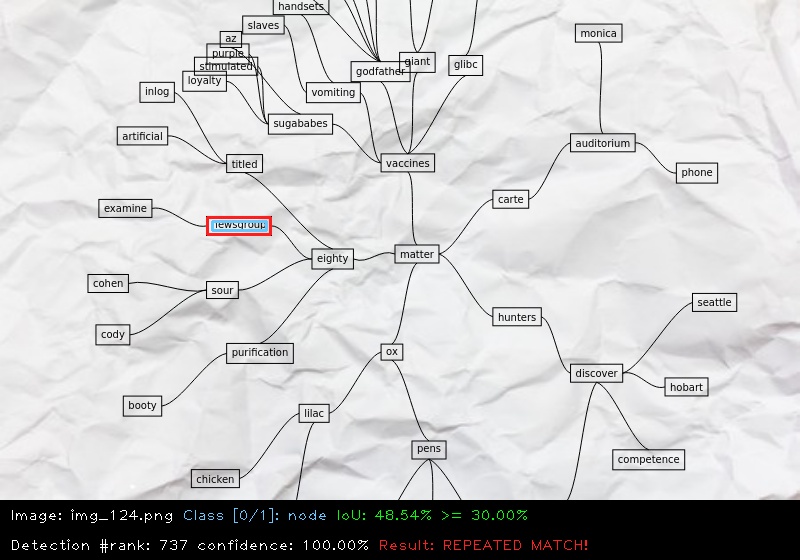 handsets
slaves
az
purple
stimulated
giant
glibc
godfather
loyalty
inlog
vomiting
monica
sugababes
artificial
auditorium
titled
vaccines
phone
carte
examine
newsgroup
matter
eighty
cohen
sour
seattle
hunters
cody
purification
ox
discover
hobart
booty
lilac
pens
competence
chicken
Image: img_124.png Class [0/1]: node IoU: 48.54% >= 30.00%
Detection #rank: 737 confidence: 100.00% Result: REPEATED MATCH!